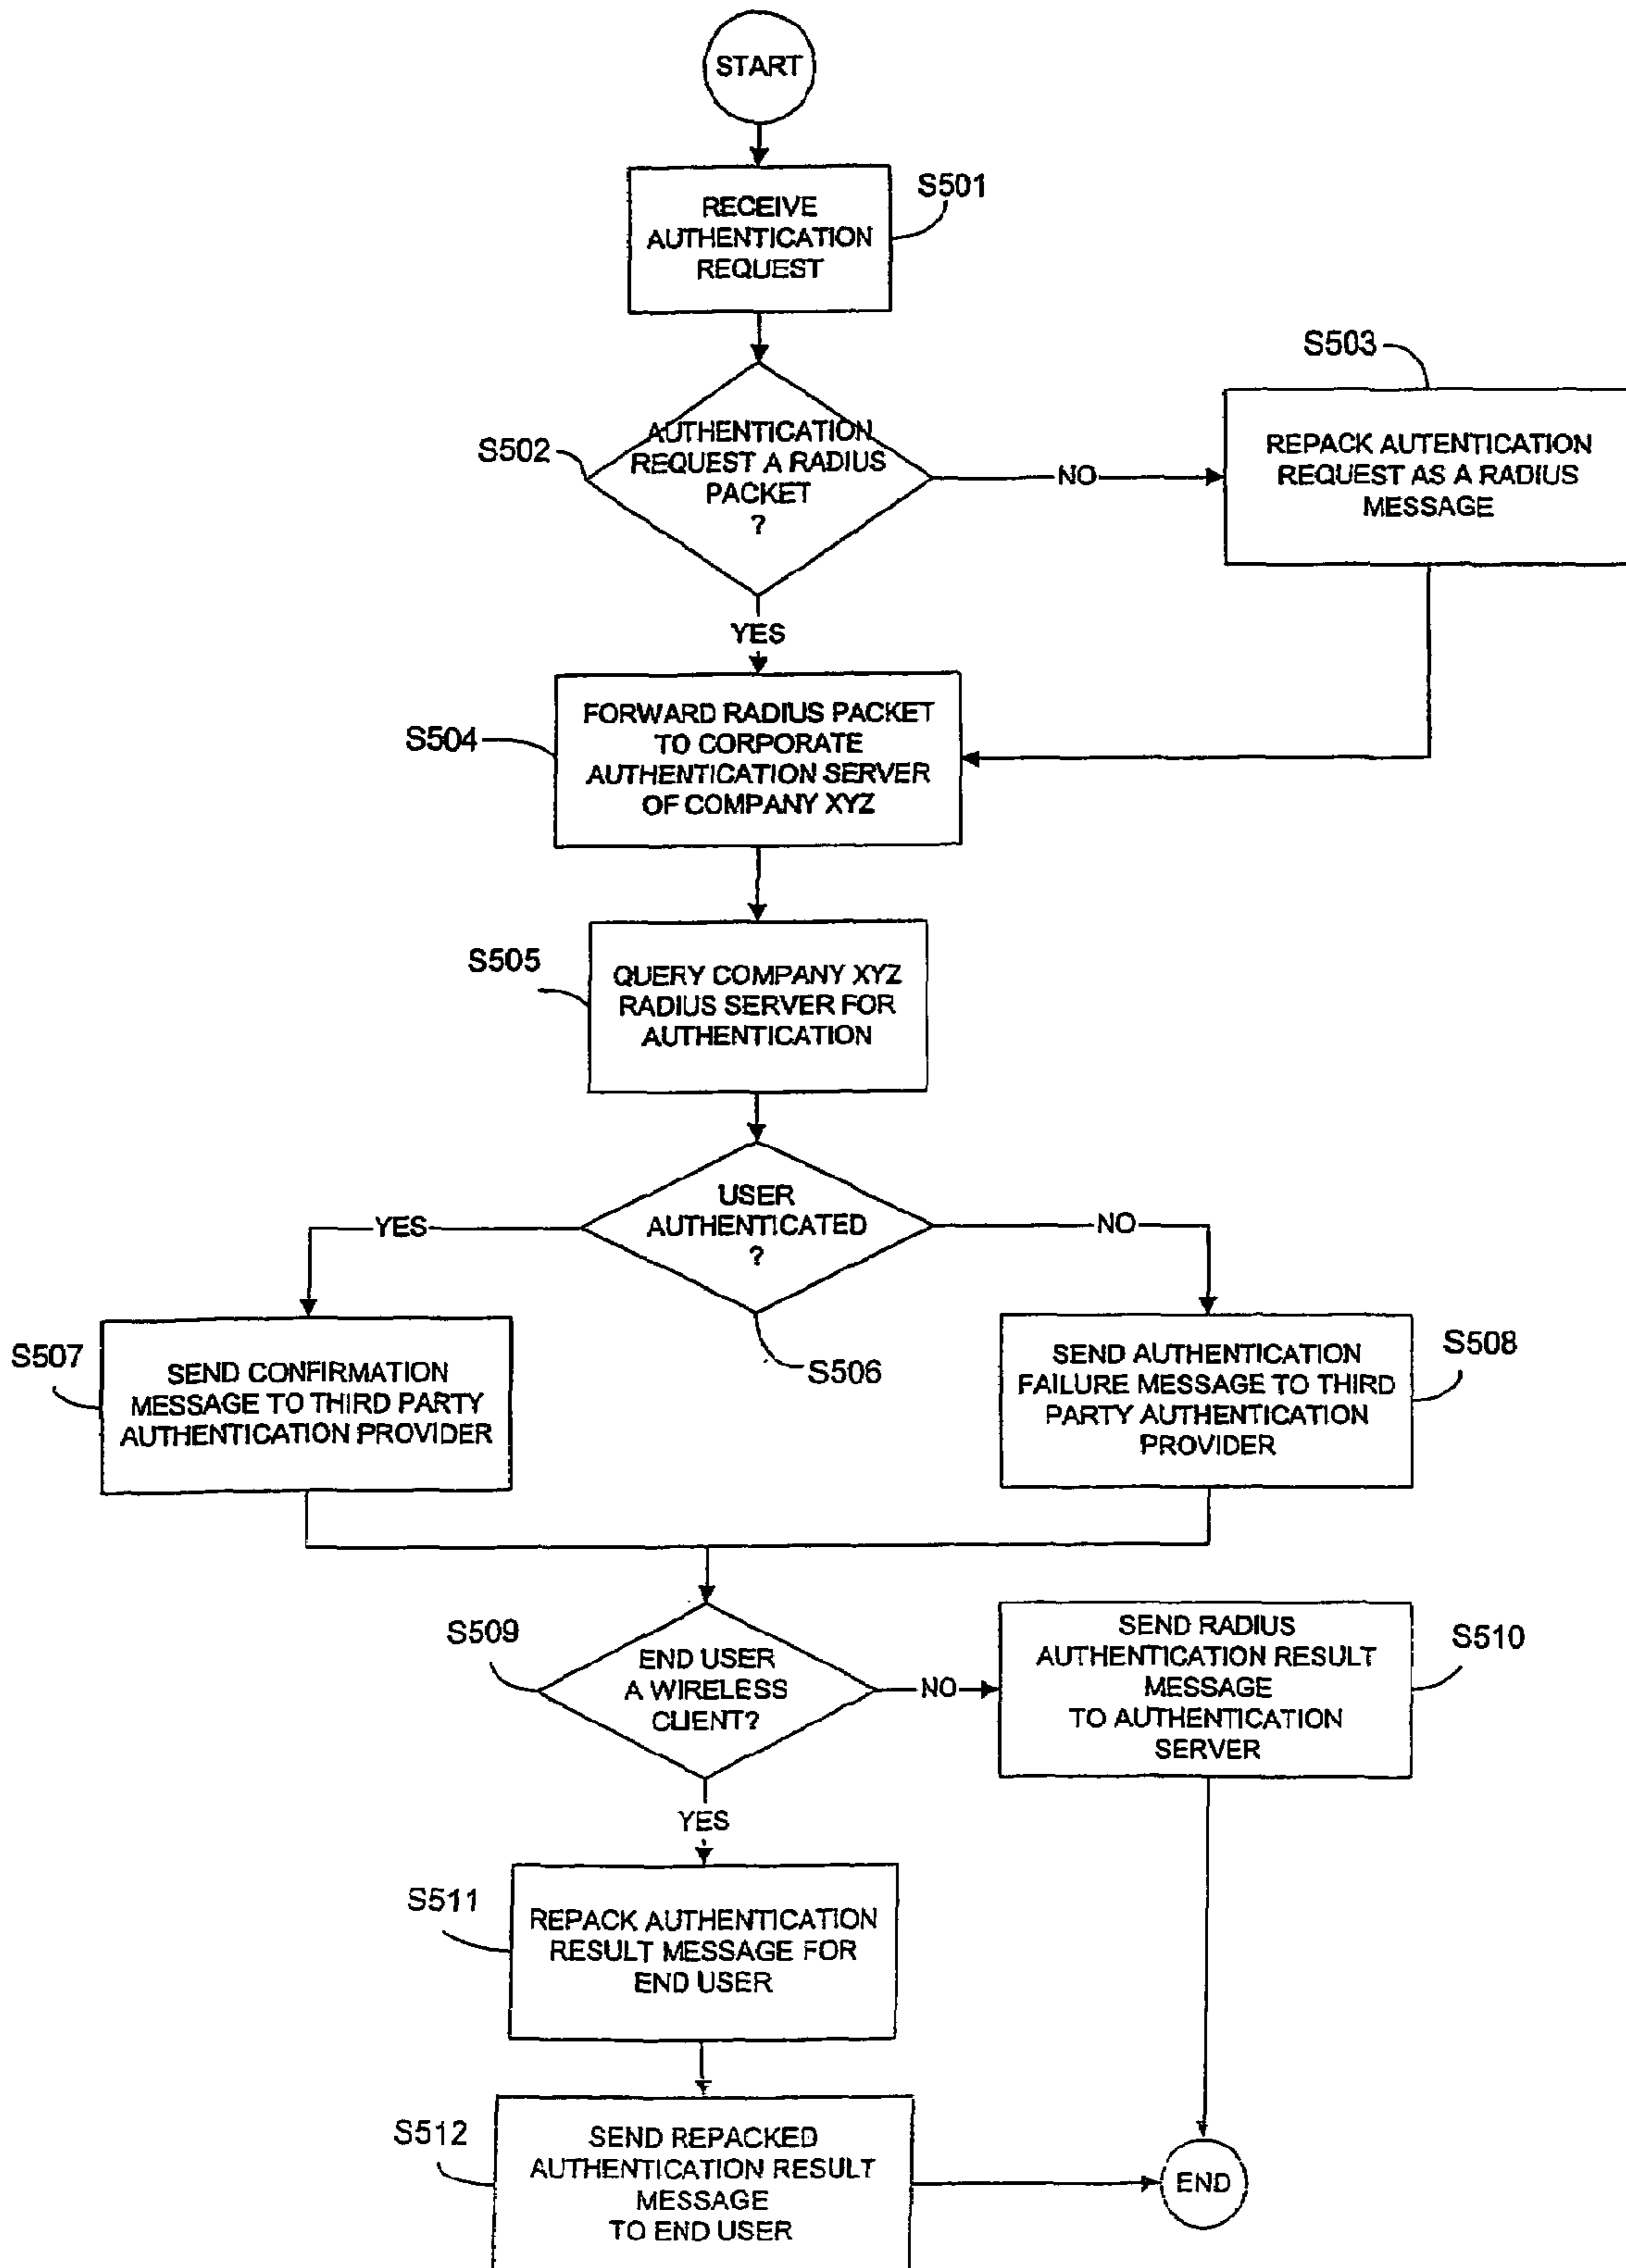 START
S501
RECEIVE
AUTHENTICATION
REQUEST
S503
S502
AUTHENTICATION
REQUEST A RADIUS
PACKET
?
NO
REPACK AUTENTICATION
REQUEST AS A RADIUS
MESSAGE
YES
S504
FORWARD RADIUS PACKET
TO CORPORATE
AUTHENTICATION SERVER
OF COMPANY XYZ
S505
QUERY COMPANY XYZ
RADIUS SERVER FOR
AUTHENTICATION
YES
USER
AUTHENTICATED
?
NO
S506
S507
SEND CONFIRMATION
MESSAGE TO THIRD PARTY
AUTHENTICATION PROVIDER
S508
SEND AUTHENTICATION
FAILURE MESSAGE TO THIRD
PARTY AUTHENTICATION
PROVIDER
S509
END USER
A WIRELESS
CLIENT?
NO
S510
SEND RADIUS
AUTHENTICATION RESULT
MESSAGE
TO AUTHENTICATION
SERVER
YES
S511
REPACK AUTHENTICATION
RESULT MESSAGE FOR
END USER
S512
SEND REPACKED
AUTHENTICATION RESULT
MESSAGE
TO END USER
END